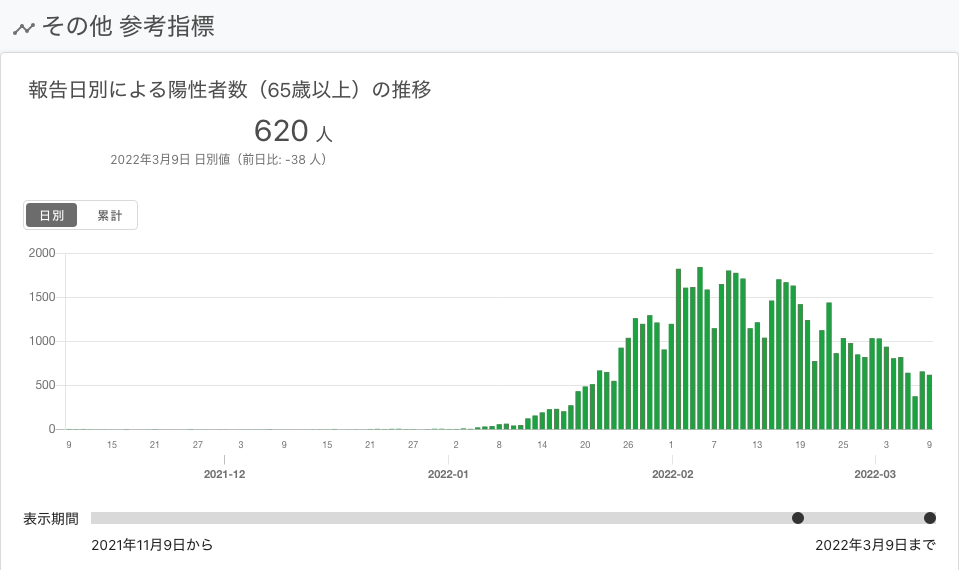 その他 参考指標
報告日別による陽性者数（65歳以上）の推移
620 人
2022年3月9日 日別値（前日比: -38 人）
日別 累計
2000
1500
1000
500
0
9 15 21 27 3 9 15 21 27 2 8 14 20 26 1 7 13 19 25 3 9
2021-12 2022-01 2022-02 2022-03
表示期間
2021年11月9日から 2022年3月9日まで